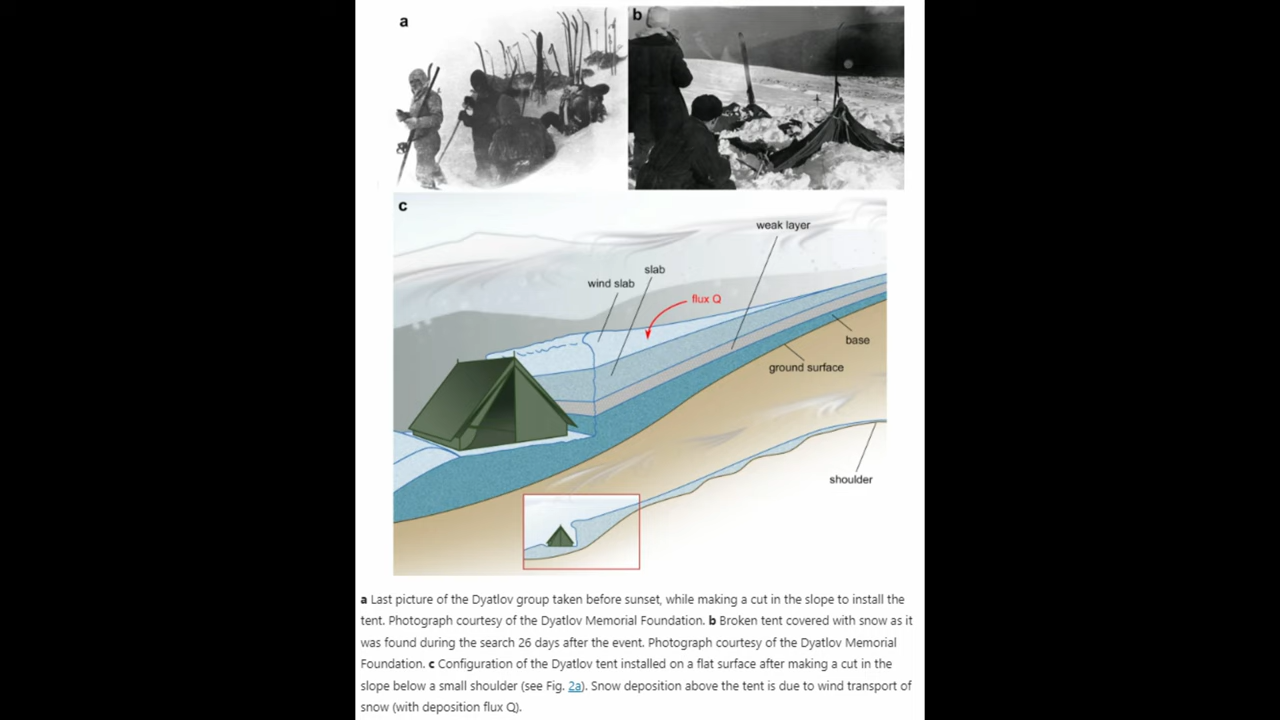 a
b
c
weak layer
slab
wind slab
flux Q
base
ground surface
shoulder
a Last picture of the Dyatlov group taken before sunset, while making a cut in the slope to install the
tent. Photograph courtesy of the Dyatlov Memorial Foundation. b Broken tent covered with snow as it
was found during the search 26 days after the event. Photograph courtesy of the Dyatlov Memorial
Foundation. c Configuration of the Dyatlov tent installed on a flat surface after making a cut in the
slope below a small shoulder (see Fig. 2a). Snow deposition above the tent is due to wind transport of
snow (with deposition flux Q).